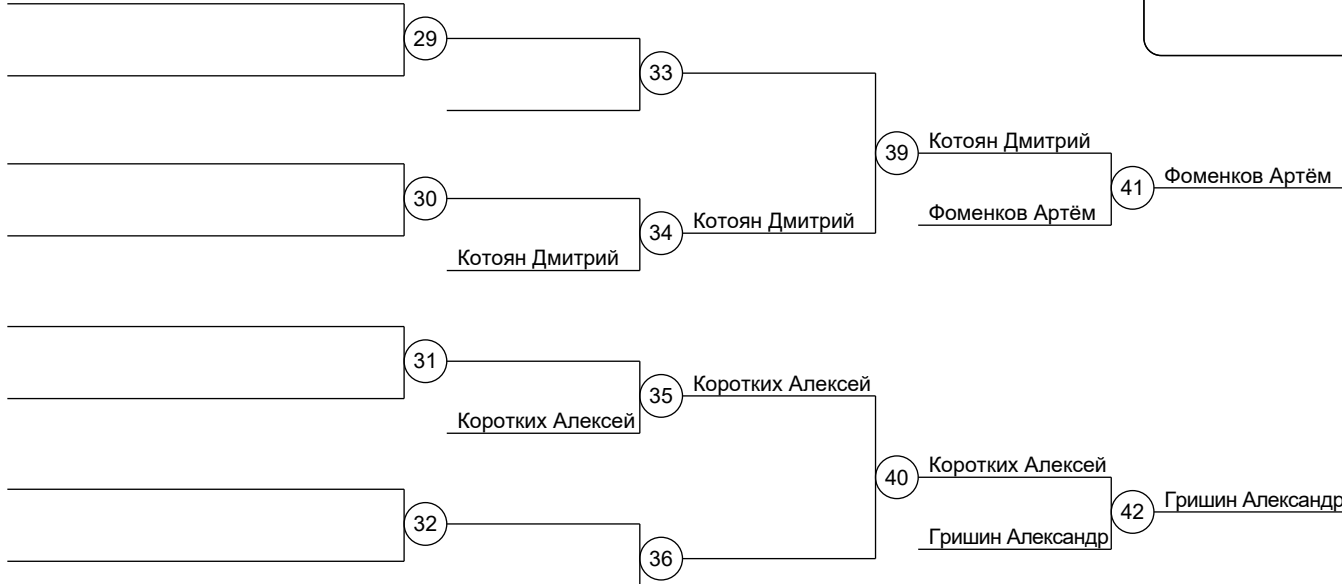 29
33
39
Котоян Дмитрий
41
Фоменков Артём
30
Фоменков Артём
34
Котоян Дмитрий
Котоян Дмитрий
31
35
Коротких Алексей
Коротких Алексей
40
Коротких Алексей
42
Гришин Александр
32
Гришин Александр
36